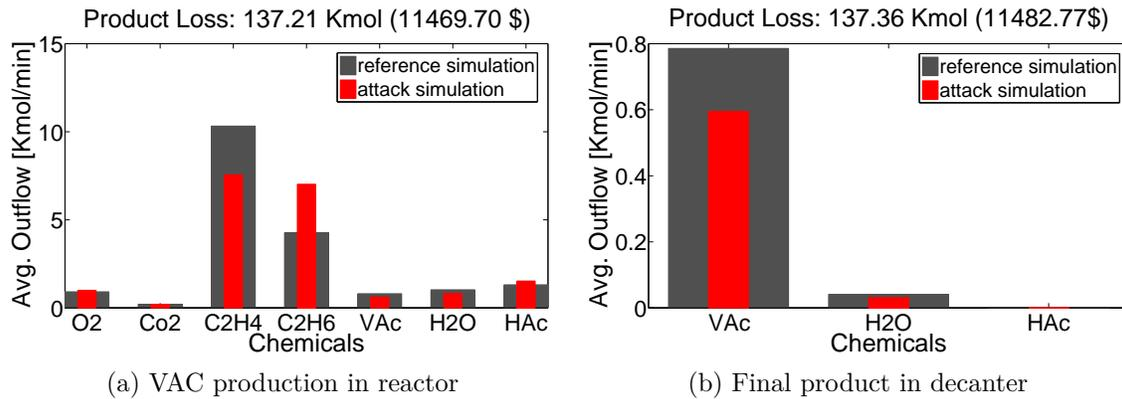 Product Loss: 137.21 Kmol (11469.70 $)
Avg. Outflow [Kmol/min]
15
10
5
0
reference simulation
attack simulation
O2 Co2 C2H4 C2H6 VAc H2O HAc
Chemicals
(a) VAC production in reactor
Product Loss: 137.36 Kmol (11482.77$)
Avg. Outflow [Kmol/min]
0.8
0.6
0.4
0.2
0
reference simulation
attack simulation
VAc H2O HAc
Chemicals
(b) Final product in decanter